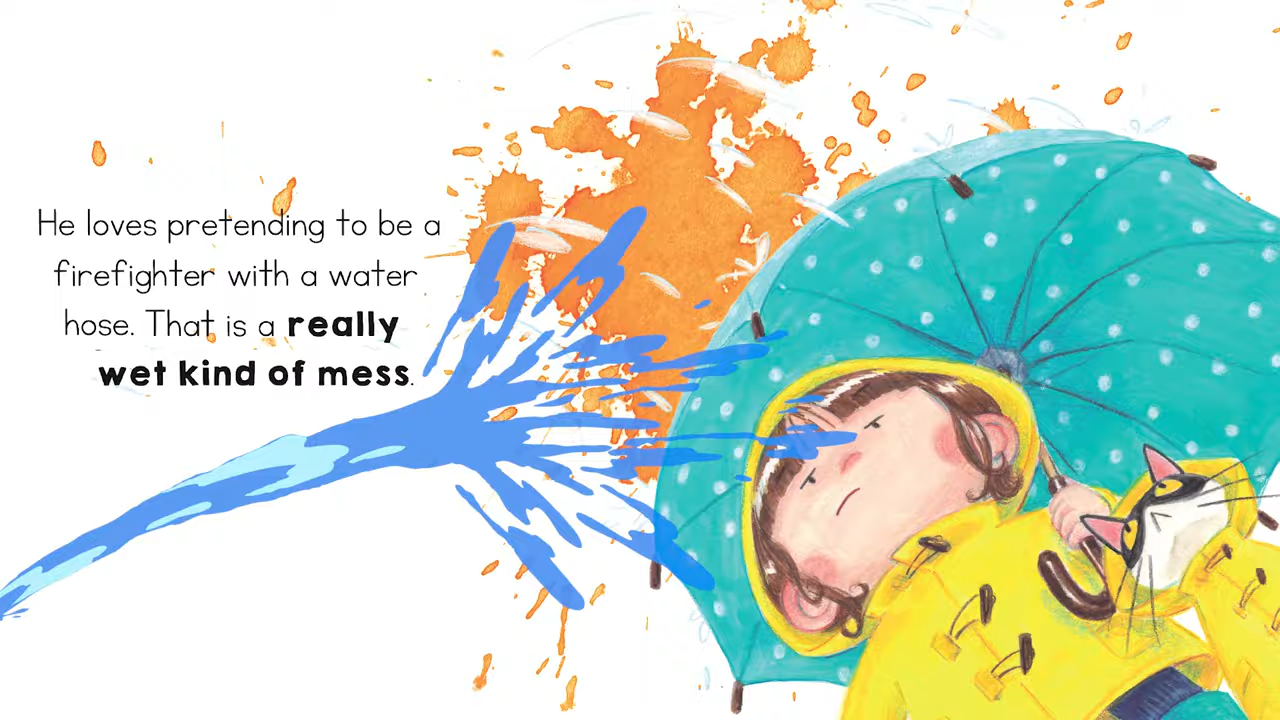 He loves pretending to be a
firefighter with a water
hose. That is a really
wet kind of mess.